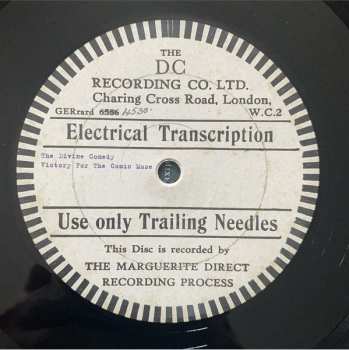 THE
DC
RECORDING CO. LTD.
Charing Cross Road, London,
GERrard 6586 4530 W.C.2
Electrical Transcription
The Divine Comedy
Victory For The Comic Muse
Use only Trailing Needles
This Disc is recorded by
THE MARGUERITE DIRECT
RECORDING PROCESS